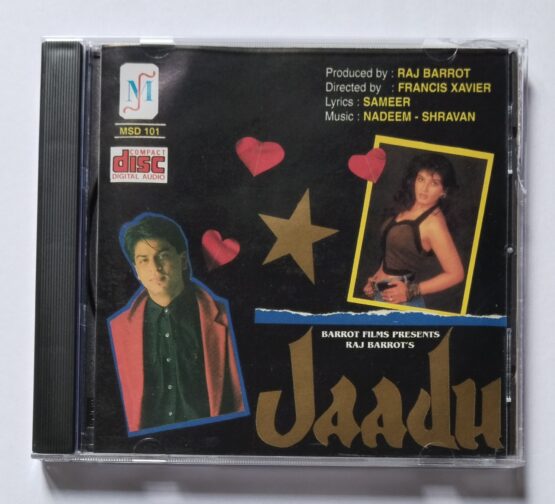 Produced by : RAJ BARROT
Directed by : FRANCIS XAVIER
Lyrics : SAMEER
Music : NADEEM - SHRAVAN
M
MSD 101
COMPACT
disc
DIGITAL AUDIO
BARROT FILMS PRESENTS
RAJ BARROT'S
Jaadu